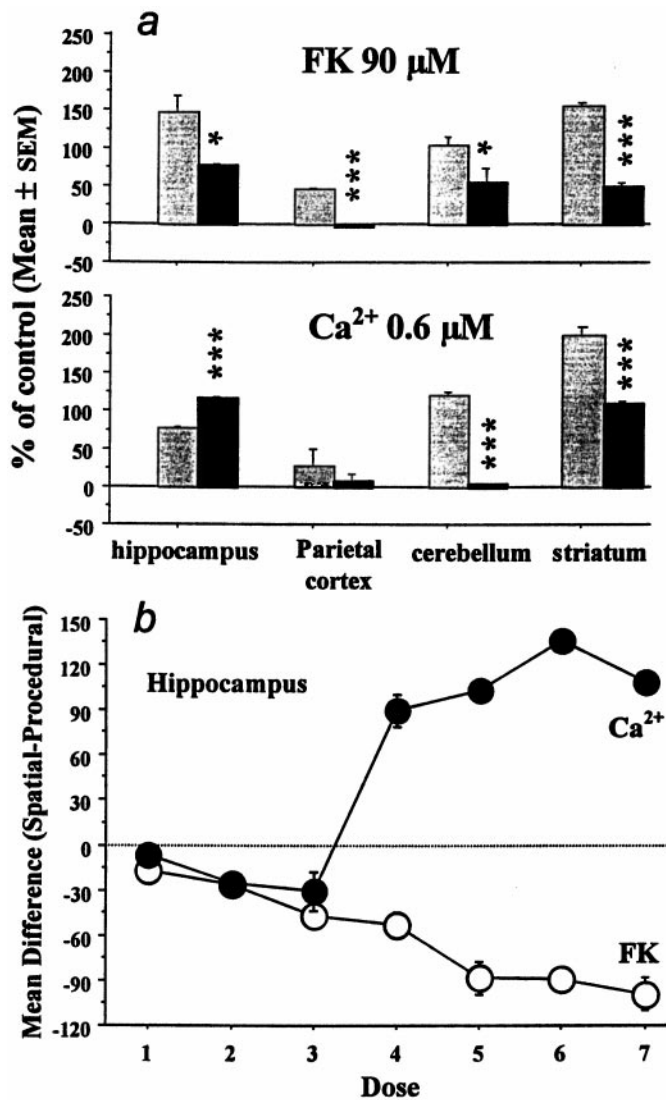 a
FK 90 µM
% of control (Mean ± SEM)
250
200
150
100
50
0
-50
*
***
*
***
Ca²⁺ 0.6 µM
250
200
150
100
50
0
-50
***
***
***
hippocampus
Parietal
cortex
cerebellum
striatum
b
Hippocampus
Mean Difference (Spatial-Procedural)
150
120
90
60
30
0
-30
-60
-90
-120
Ca²⁺
FK
1 2 3 4 5 6 7
Dose